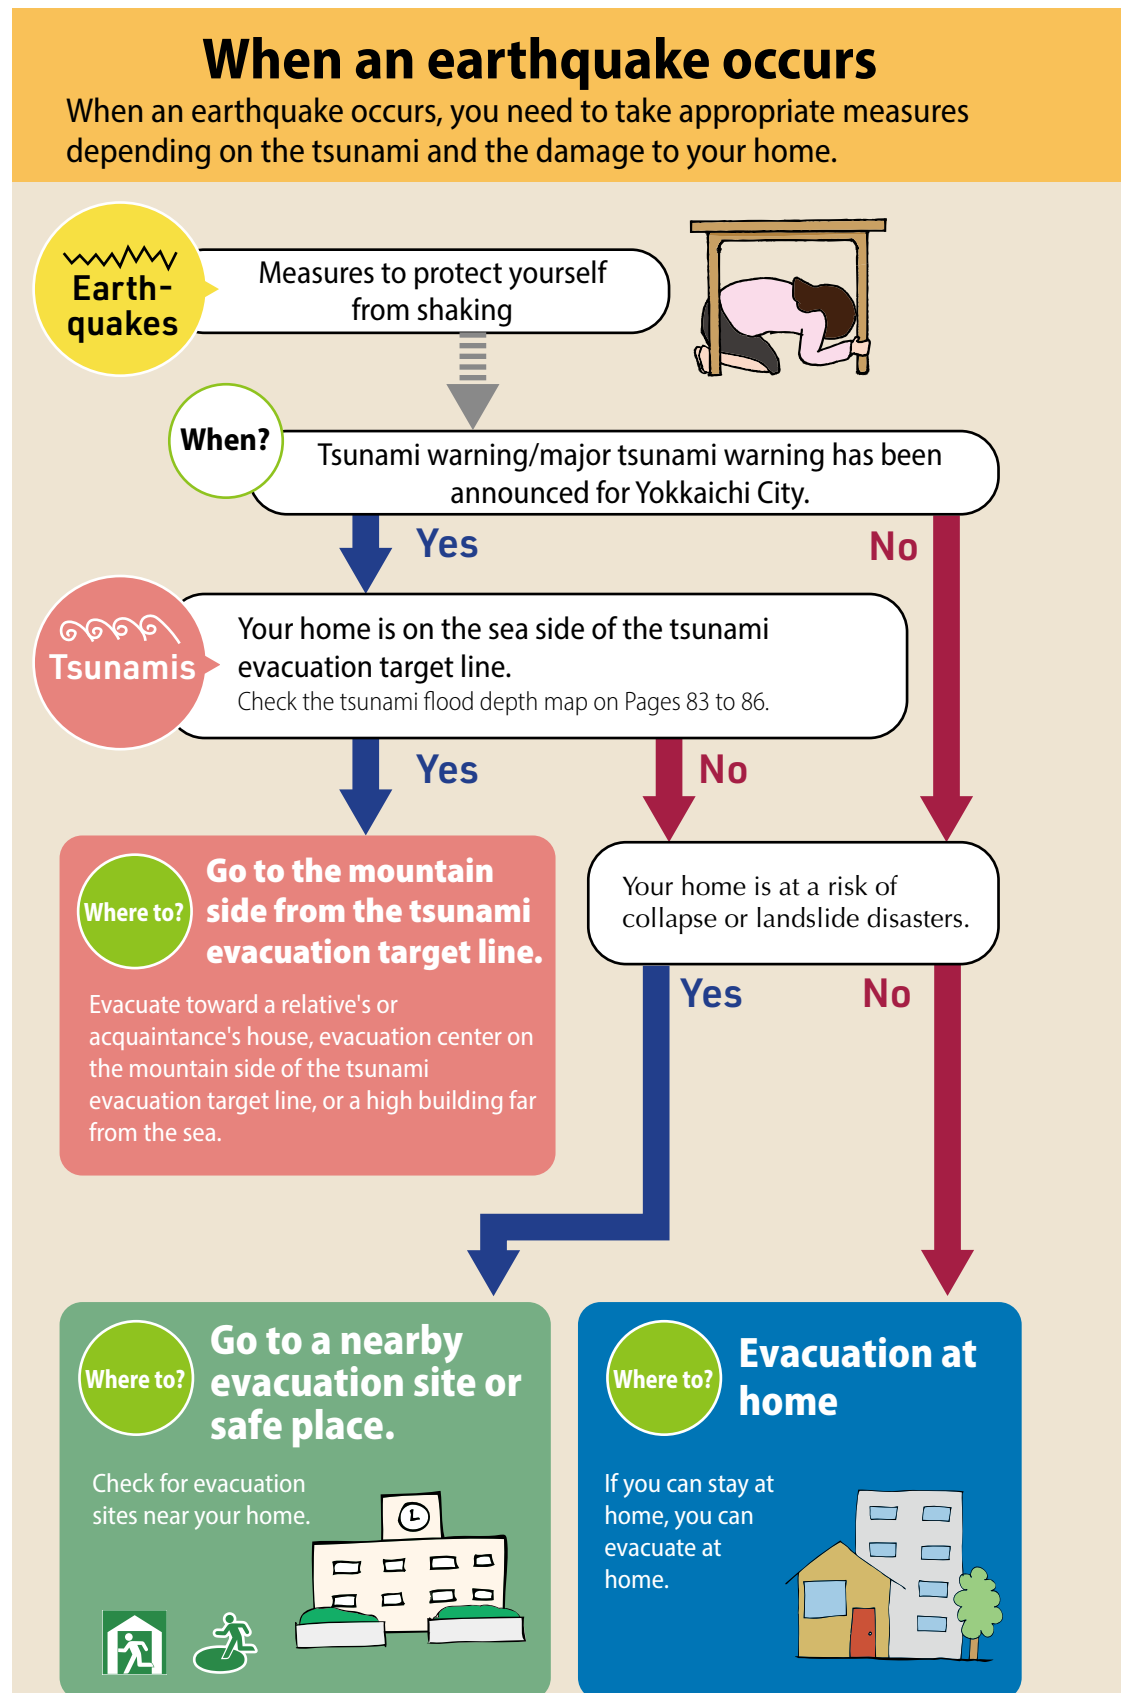 When an earthquake occurs
When an earthquake occurs, you need to take appropriate measures
depending on the tsunami and the damage to your home.
Earth-
quakes
Measures to protect yourself
from shaking
When?
Tsunami warning/major tsunami warning has been
announced for Yokkaichi City.
Yes
No
Tsunamis
Your home is on the sea side of the tsunami
evacuation target line.
Check the tsunami flood depth map on Pages 83 to 86.
Yes
No
Where to?
Go to the mountain
side from the tsunami
evacuation target line.
Evacuate toward a relative's or
acquaintance's house, evacuation center on
the mountain side of the tsunami
evacuation target line, or a high building far
from the sea.
Your home is at a risk of
collapse or landslide disasters.
Yes
No
Where to?
Go to a nearby
evacuation site or
safe place.
Check for evacuation
sites near your home.
Where to?
Evacuation at
home
If you can stay at
home, you can
evacuate at
home.